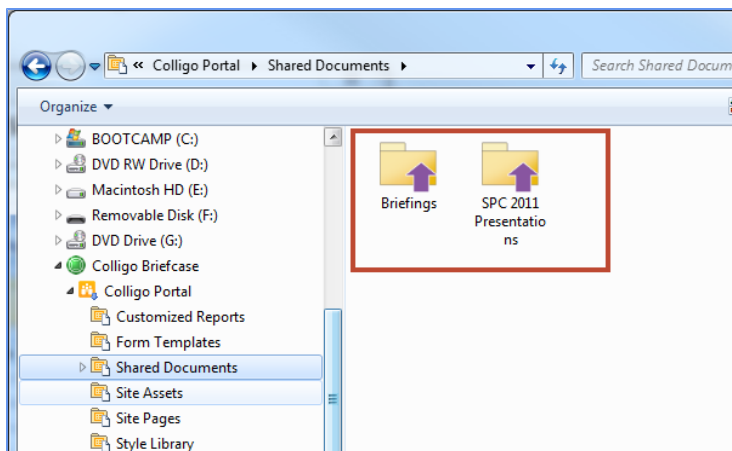 « Colligo Portal Shared Documents
Search Shared Docum
Organize
BOOTCAMP (C:)
DVD RW Drive (D:)
Macintosh HD (E:)
Removable Disk (F:)
DVD Drive (G:)
Colligo Briefcase
Colligo Portal
Customized Reports
Form Templates
Shared Documents
Site Assets
Site Pages
Style Library
Briefings
SPC 2011
Presentatio
ns